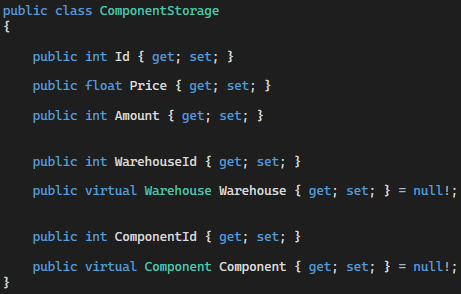 public class ComponentStorage
{
public int Id { get; set; }
public float Price { get; set; }
public int Amount { get; set; }
public int WarehouseId { get; set; }
public virtual Warehouse Warehouse { get; set; } = null!;
public int ComponentId { get; set; }
public virtual Component Component { get; set; } = null!;
}